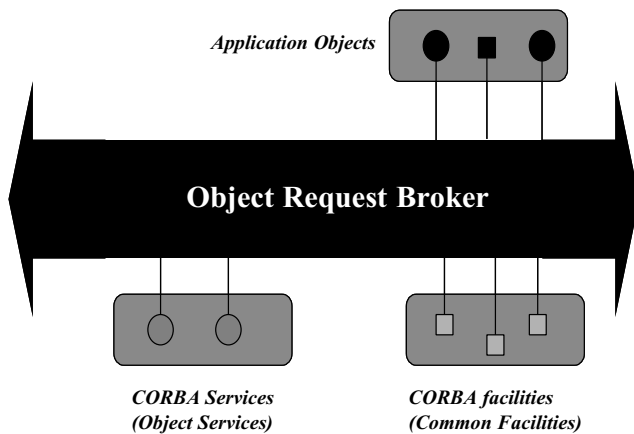 Application Objects
Object Request Broker
CORBA Services
(Object Services)
CORBA facilities
(Common Facilities)